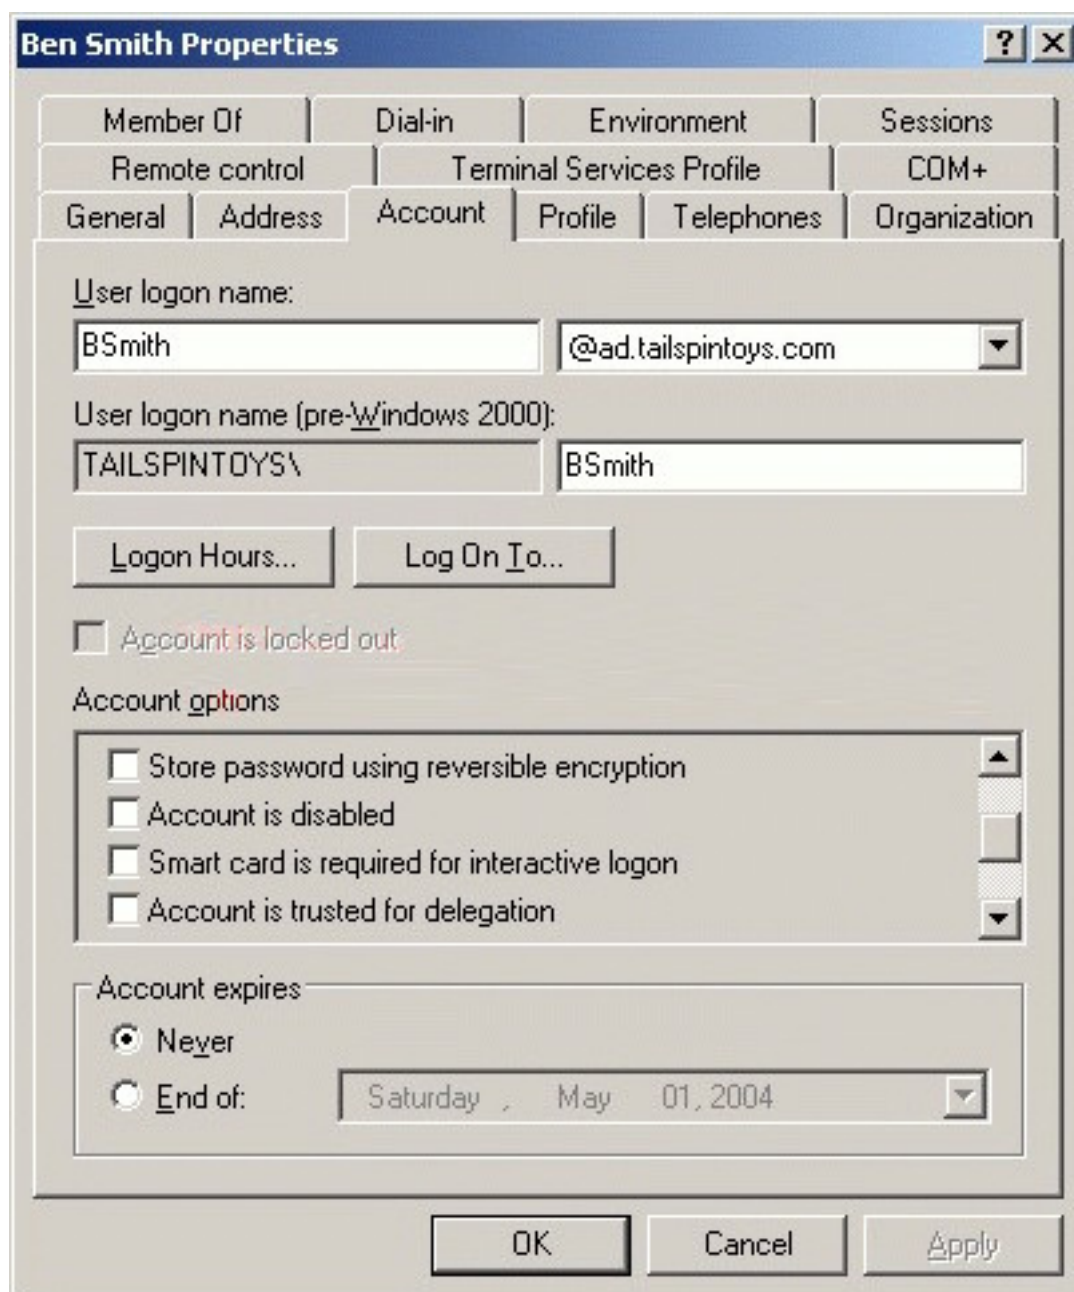 Ben Smith Properties
Member Of Dial-in Environment Sessions
Remote control Terminal Services Profile COM+
General Address Account Profile Telephones Organization
User logon name:
BSmith @ad.tailspintoys.com
User logon name (pre-Windows 2000):
TAILSPINTOYS\ BSmith
Logon Hours... Log On To...
Account is locked out
Account options
Store password using reversible encryption
Account is disabled
Smart card is required for interactive logon
Account is trusted for delegation
Account expires
Never
End of: Saturday , May 01, 2004
OK Cancel Apply